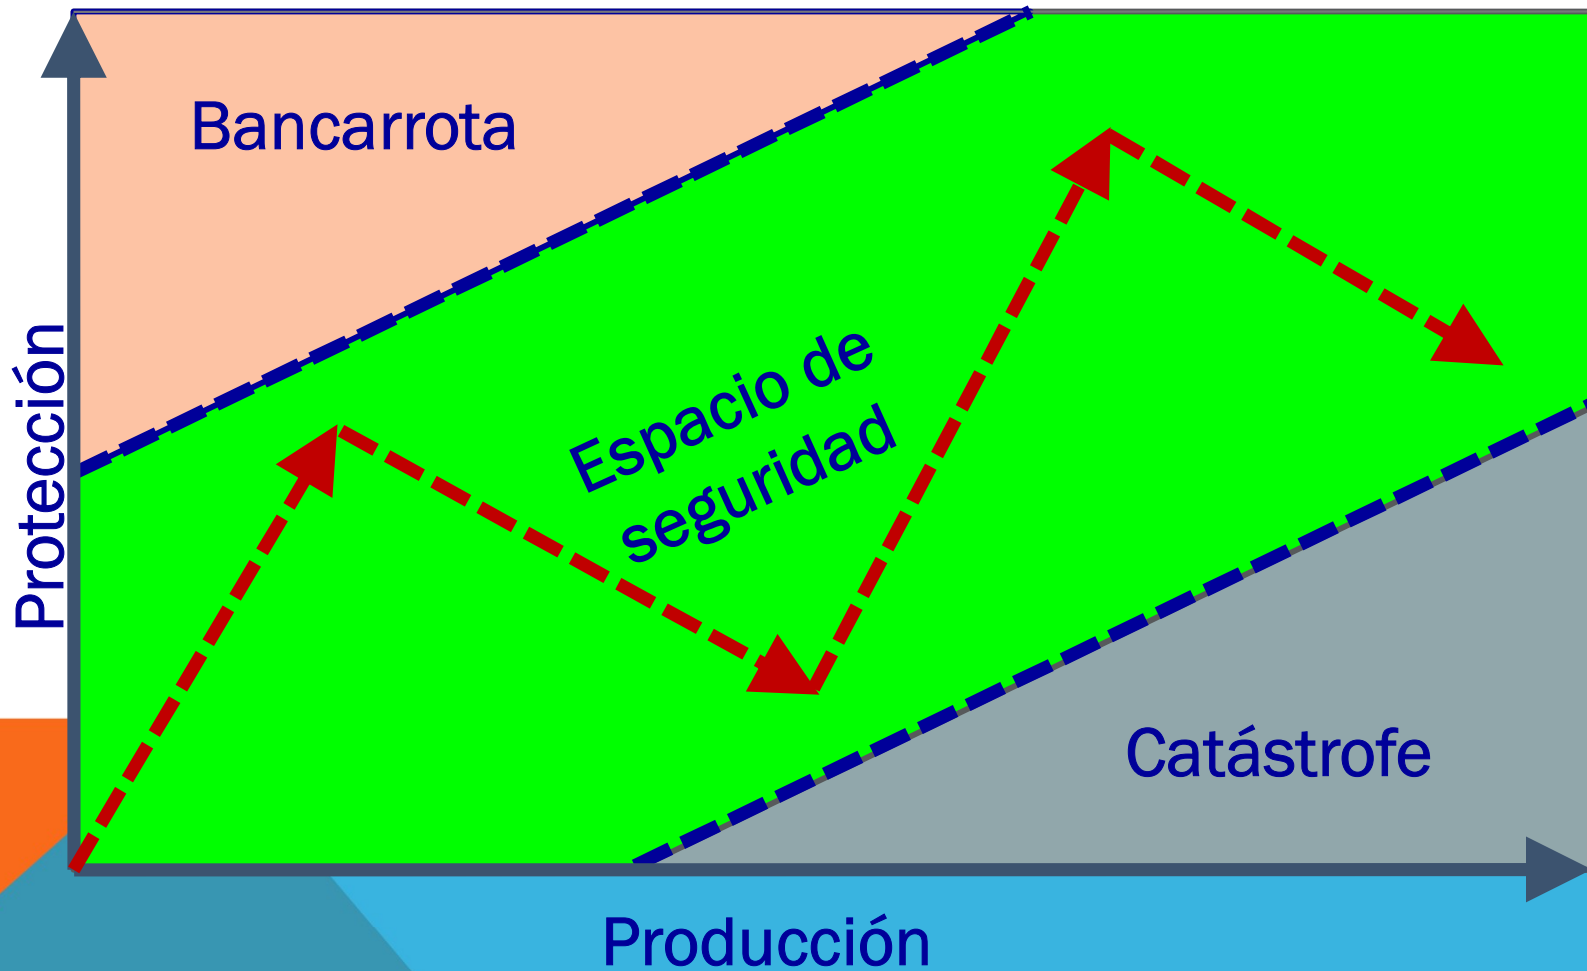 Bancarrota
Protección
Espacio de
seguridad
Catástrofe
Producción